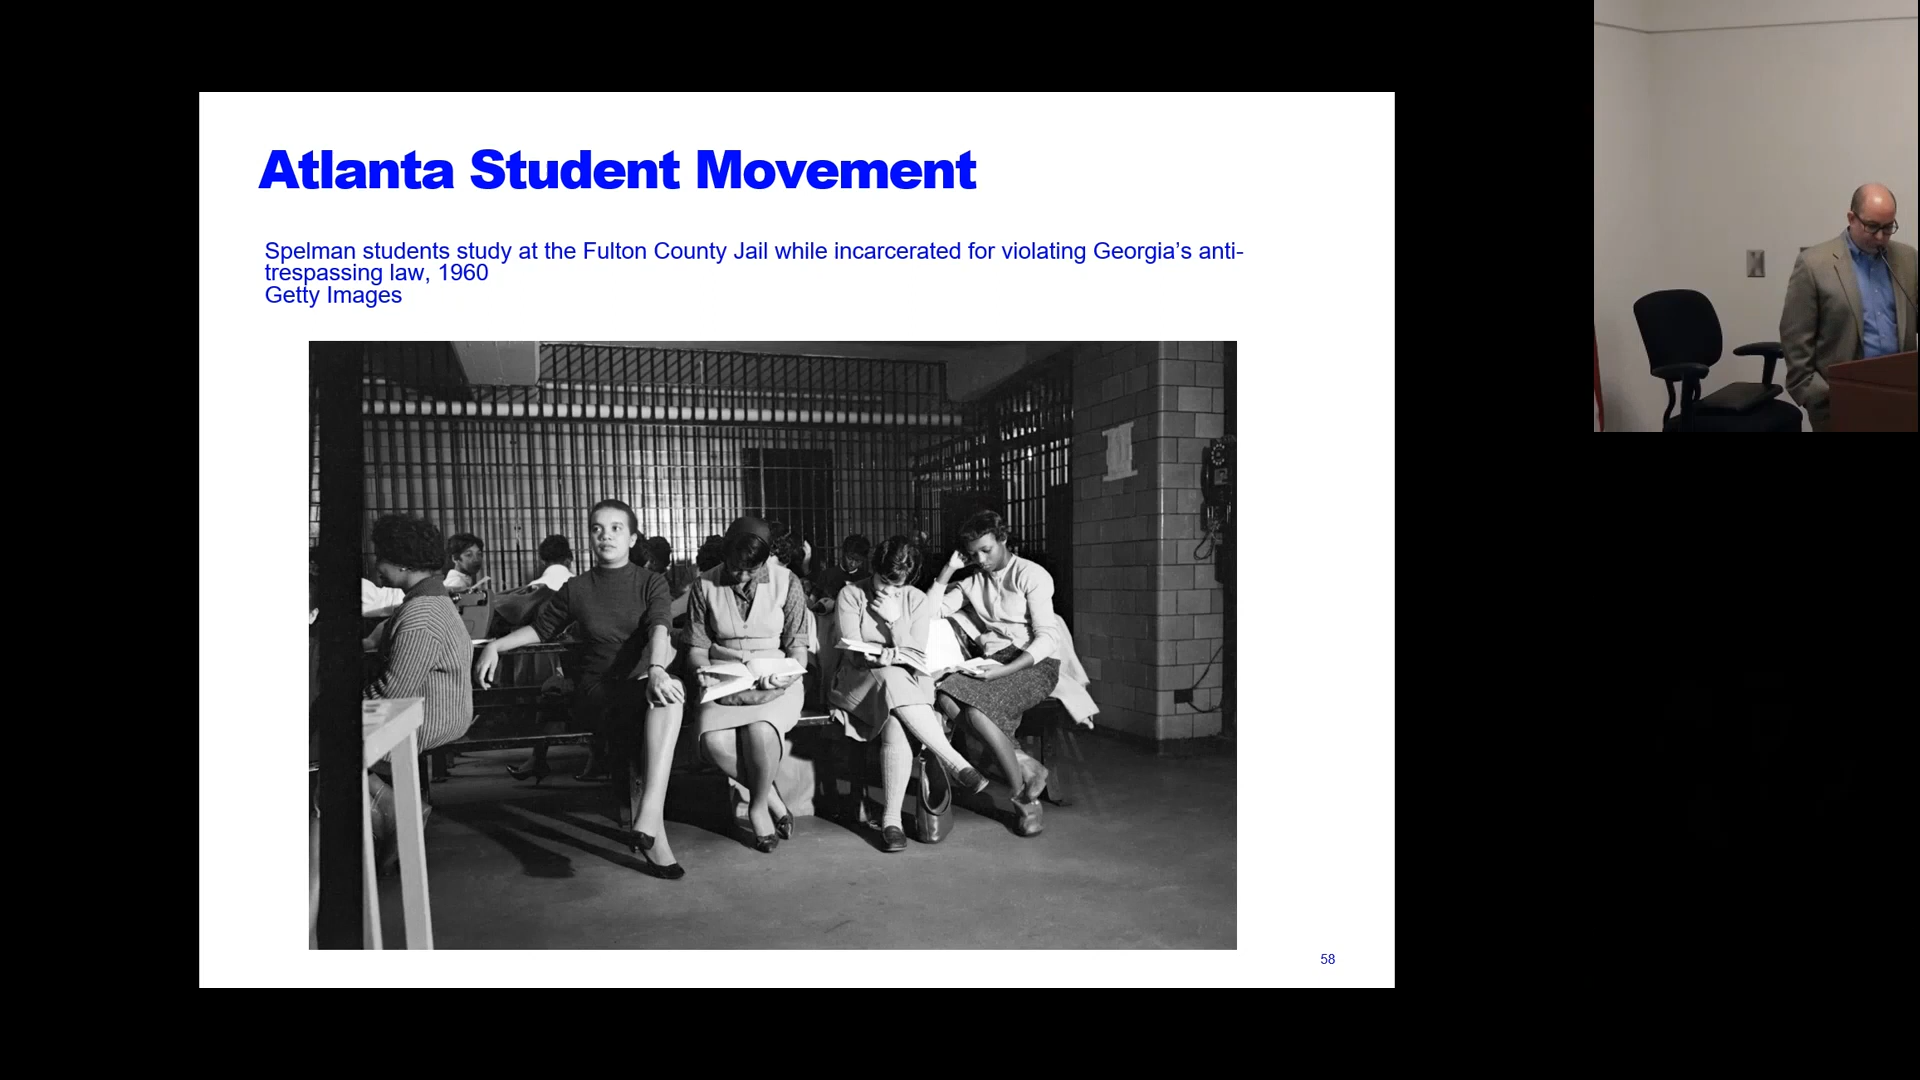 Atlanta Student Movement
Spelman students study at the Fulton County Jail while incarcerated for violating Georgia’s anti-
trespassing law, 1960
Getty Images
58